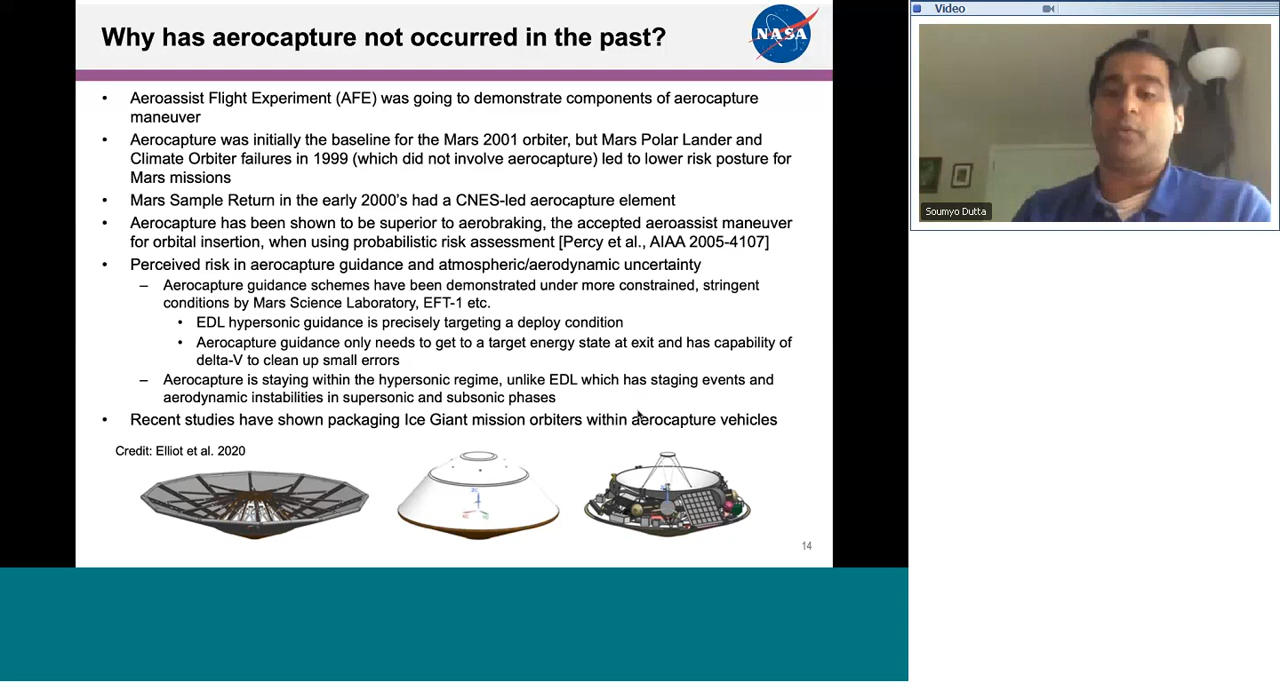 Why has aerocapture not occurred in the past?
NASA
• Aeroassist Flight Experiment (AFE) was going to demonstrate components of aerocapture
maneuver
• Aerocapture was initially the baseline for the Mars 2001 orbiter, but Mars Polar Lander and
Climate Orbiter failures in 1999 (which did not involve aerocapture) led to lower risk posture for
Mars missions
• Mars Sample Return in the early 2000's had a CNES-led aerocapture element
• Aerocapture has been shown to be superior to aerobraking, the accepted aeroassist maneuver
for orbital insertion, when using probabilistic risk assessment [Percy et al., AIAA 2005-4107]
• Perceived risk in aerocapture guidance and atmospheric/aerodynamic uncertainty
– Aerocapture guidance schemes have been demonstrated under more constrained, stringent
conditions by Mars Science Laboratory, EFT-1 etc.
• EDL hypersonic guidance is precisely targeting a deploy condition
• Aerocapture guidance only needs to get to a target energy state at exit and has capability of
delta-V to clean up small errors
– Aerocapture is staying within the hypersonic regime, unlike EDL which has staging events and
aerodynamic instabilities in supersonic and subsonic phases
• Recent studies have shown packaging Ice Giant mission orbiters within aerocapture vehicles
Credit: Elliot et al. 2020
14
Video
Soumyo Dutta